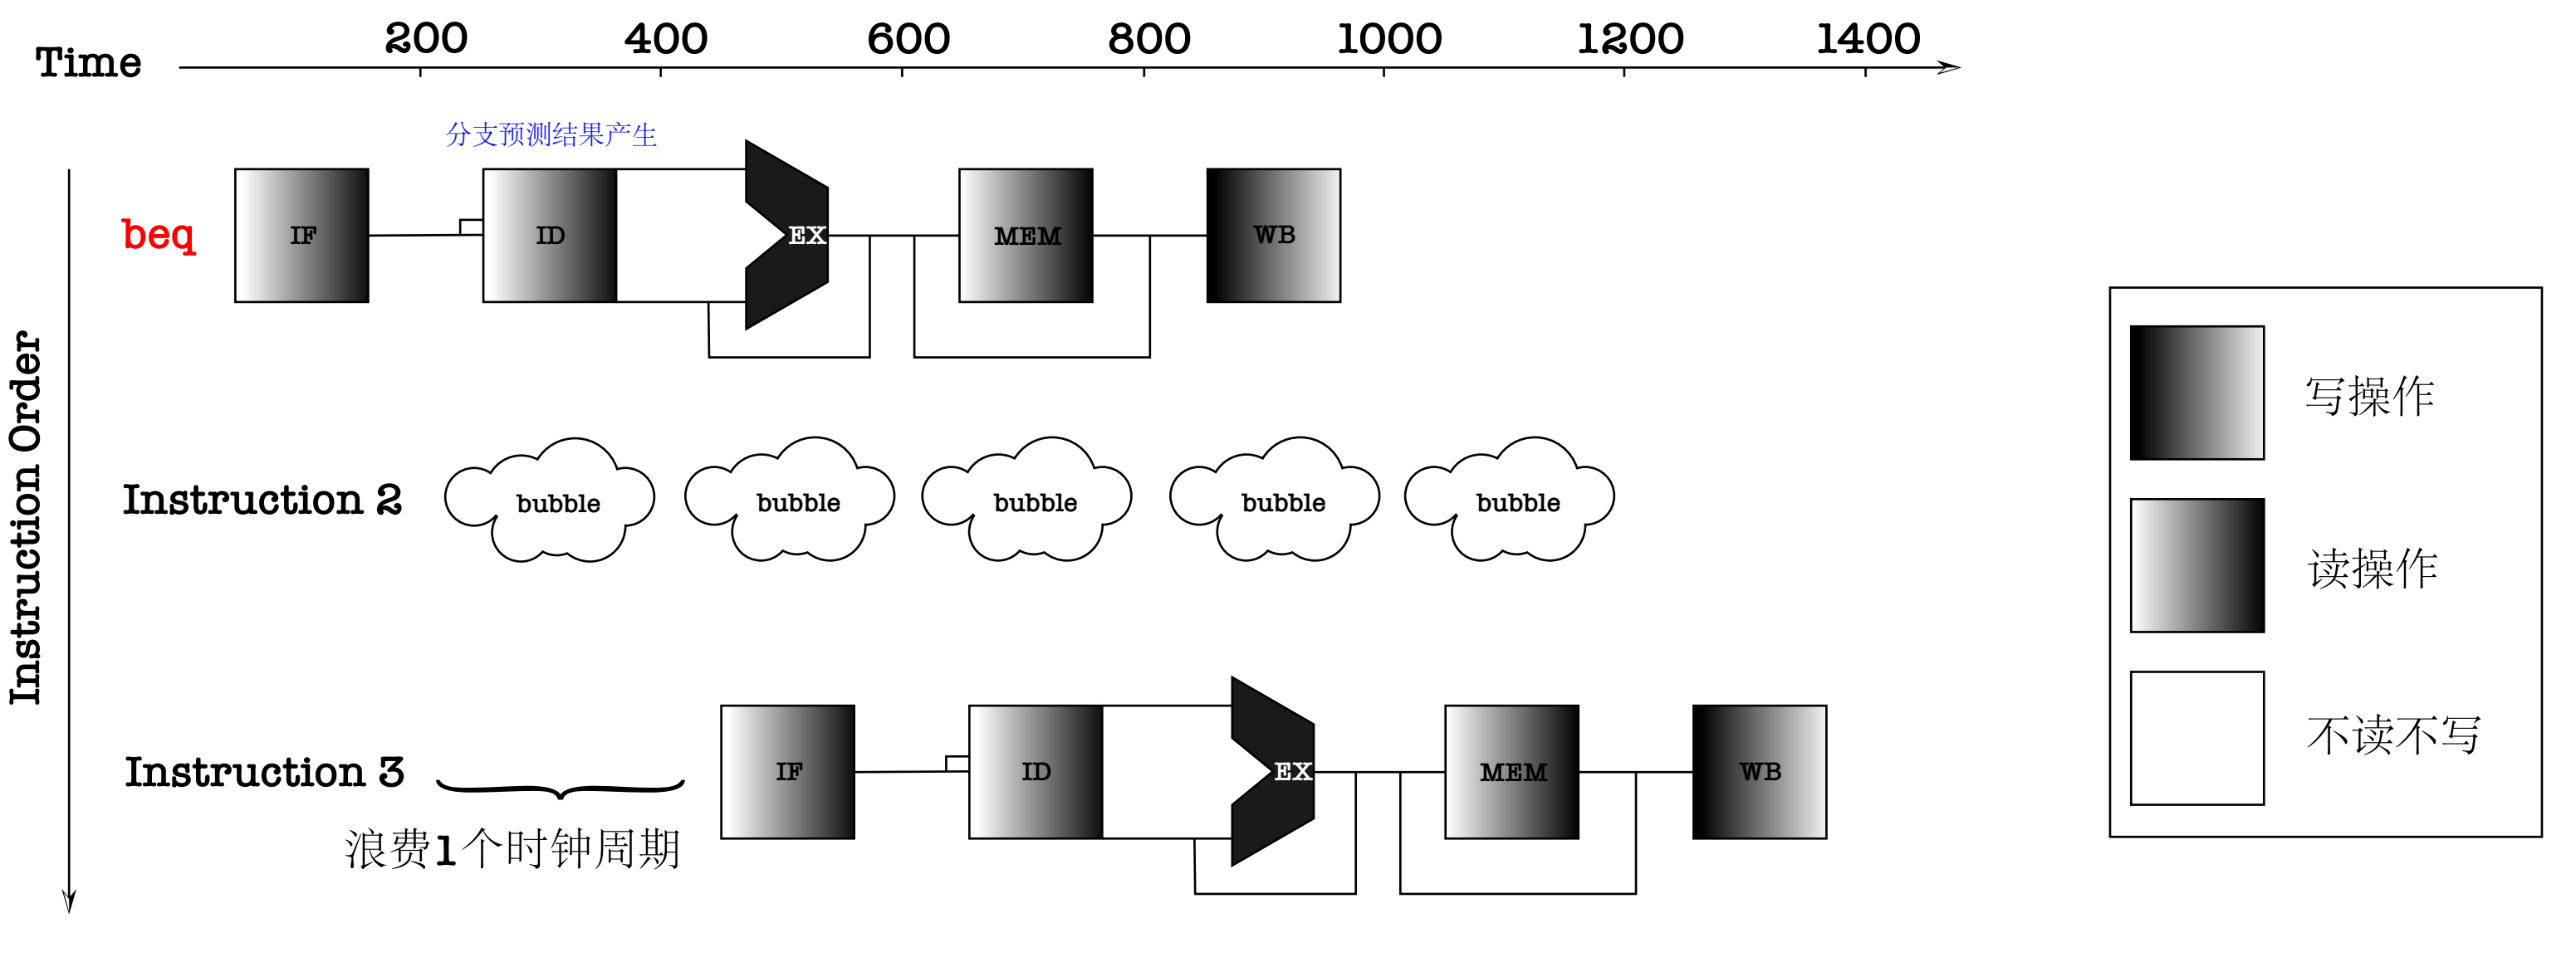 Time 200 400 600 800 1000 1200 1400
分支预测结果产生
beq IF ID EX MEM WB
Instruction Order
写操作
Instruction 2 bubble bubble bubble bubble bubble
读操作
不读不写
Instruction 3 IF ID EX MEM WB
浪费1个时钟周期